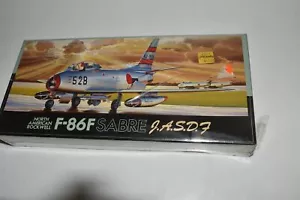 528
NORTH
AMERICAN
ROCKWELL
F-86F SABRE J.A.S.D.F